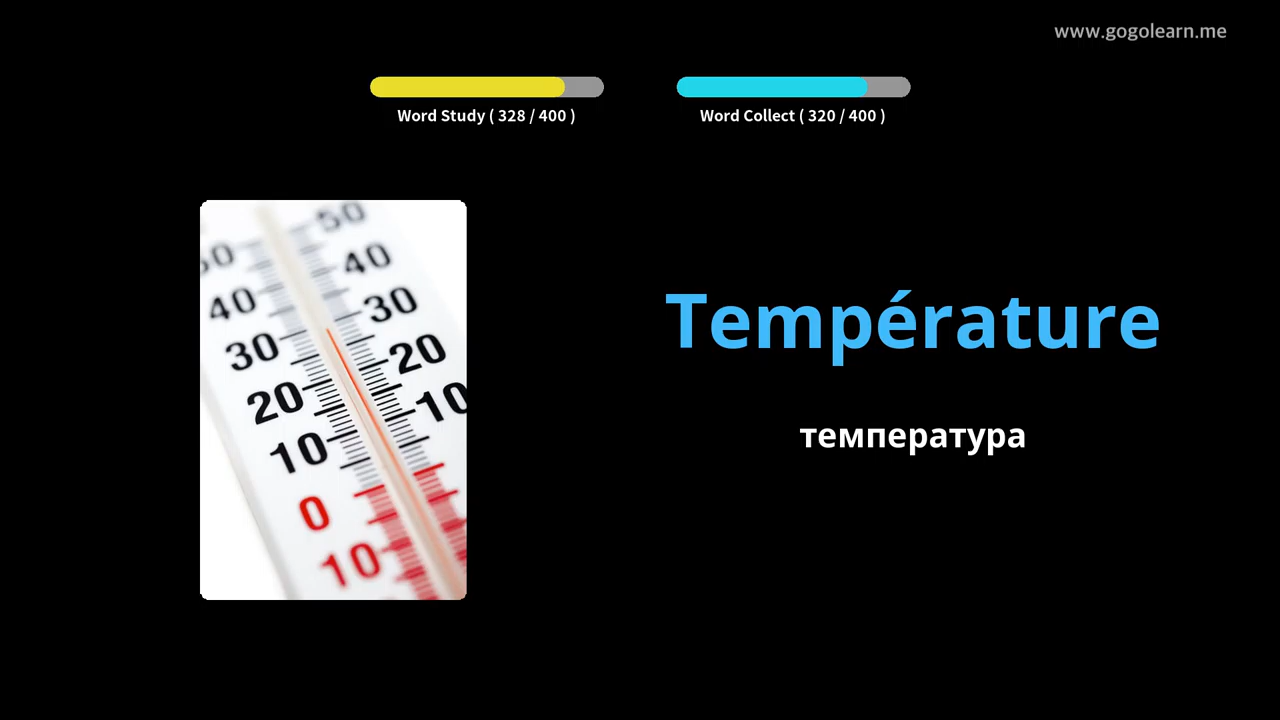 www.gogolearn.me
Word Study ( 328 / 400 )
Word Collect ( 320 / 400 )
50
40
40
30
30
20
20
10
10
0
10
Température
температура